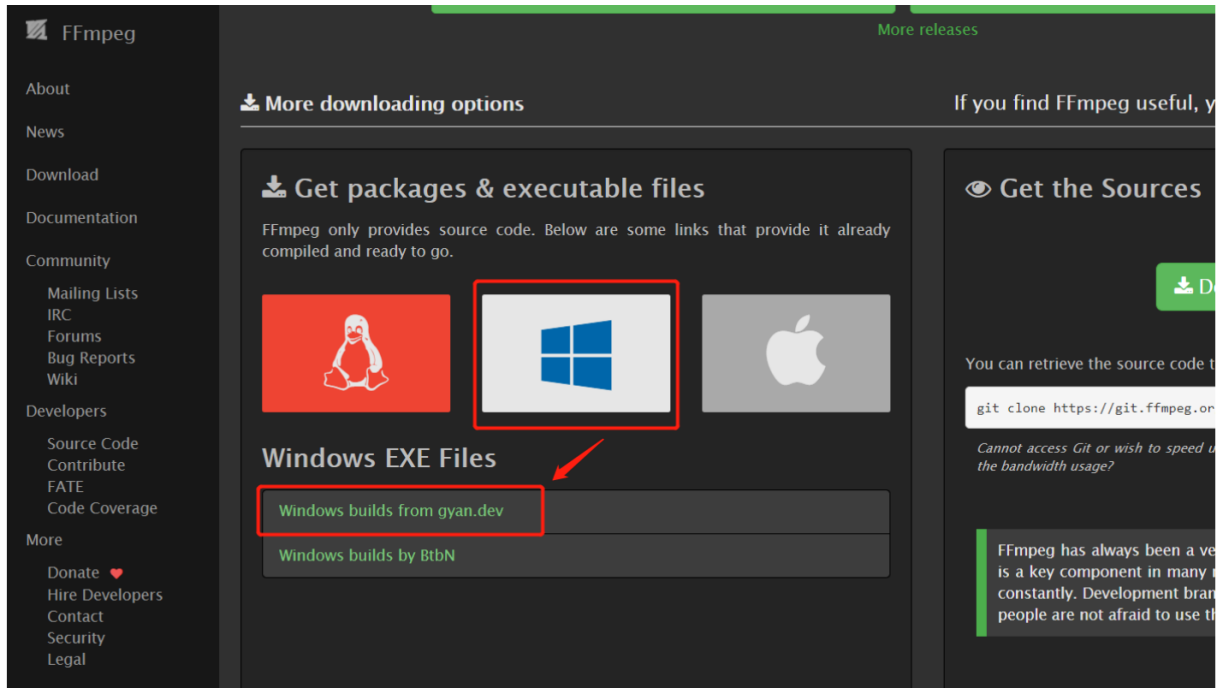 FFmpeg
About
News
Download
Documentation
Community
Mailing Lists
IRC
Forums
Bug Reports
Wiki
Developers
Source Code
Contribute
FATE
Code Coverage
More
Donate
Hire Developers
Contact
Security
Legal
More releases
More downloading options
If you find FFmpeg useful, y
Get packages & executable files
FFmpeg only provides source code. Below are some links that provide it already
compiled and ready to go.
Windows EXE Files
Windows builds from gyan.dev
Windows builds by BtbN
Get the Sources
You can retrieve the source code t
git clone https://git.ffmpeg.or
Cannot access Git or wish to speed u
the bandwidth usage?
FFmpeg has always been a ve
is a key component in many
constantly. Development bran
people are not afraid to use th